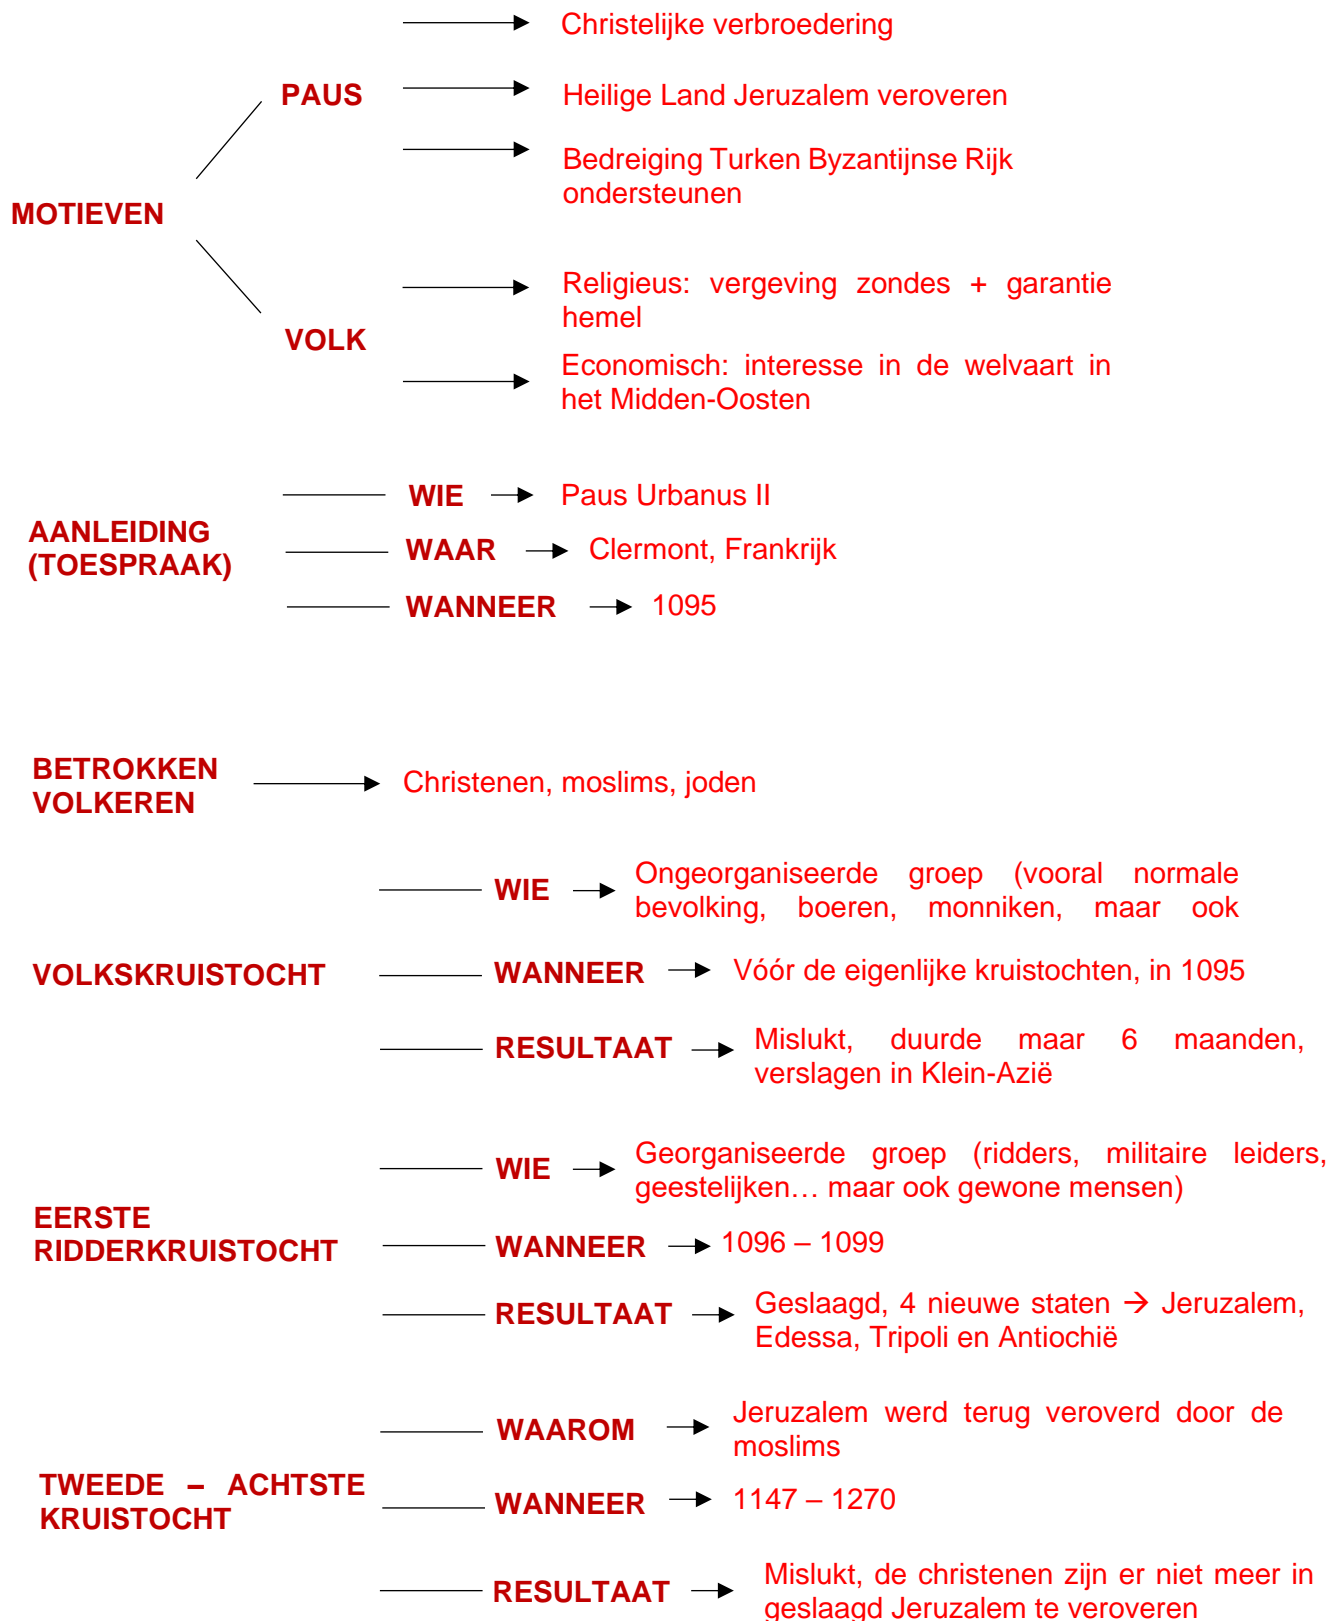 Christelijke verbroedering
PAUS
Heilige Land Jeruzalem veroveren
Bedreiging Turken Byzantijnse Rijk
ondersteunen
MOTIEVEN
Religieus: vergeving zondes + garantie
hemel
VOLK
Economisch: interesse in de welvaart in
het Midden-Oosten
AANLEIDING
(TOESPRAAK)
WIE
Paus Urbanus II
WAAR
Clermont, Frankrijk
WANNEER
1095
BETROKKEN
VOLKEREN
Christenen, moslims, joden
VOLKSKRUISTOCHT
WIE
Ongeorganiseerde groep (vooral normale
bevolking, boeren, monniken, maar ook
WANNEER
Vóór de eigenlijke kruistochten, in 1095
RESULTAAT
Mislukt, duurde maar 6 maanden,
verslagen in Klein-Azië
EERSTE
RIDDERKRUISTOCHT
WIE
Georganiseerde groep (ridders, militaire leiders,
geestelijken… maar ook gewone mensen)
WANNEER
1096 – 1099
RESULTAAT
Geslaagd, 4 nieuwe staten → Jeruzalem,
Edessa, Tripoli en Antiochië
TWEEDE – ACHTSTE
KRUISTOCHT
WAAROM
Jeruzalem werd terug veroverd door de
moslims
WANNEER
1147 – 1270
RESULTAAT
Mislukt, de christenen zijn er niet meer in
geslaagd Jeruzalem te veroveren